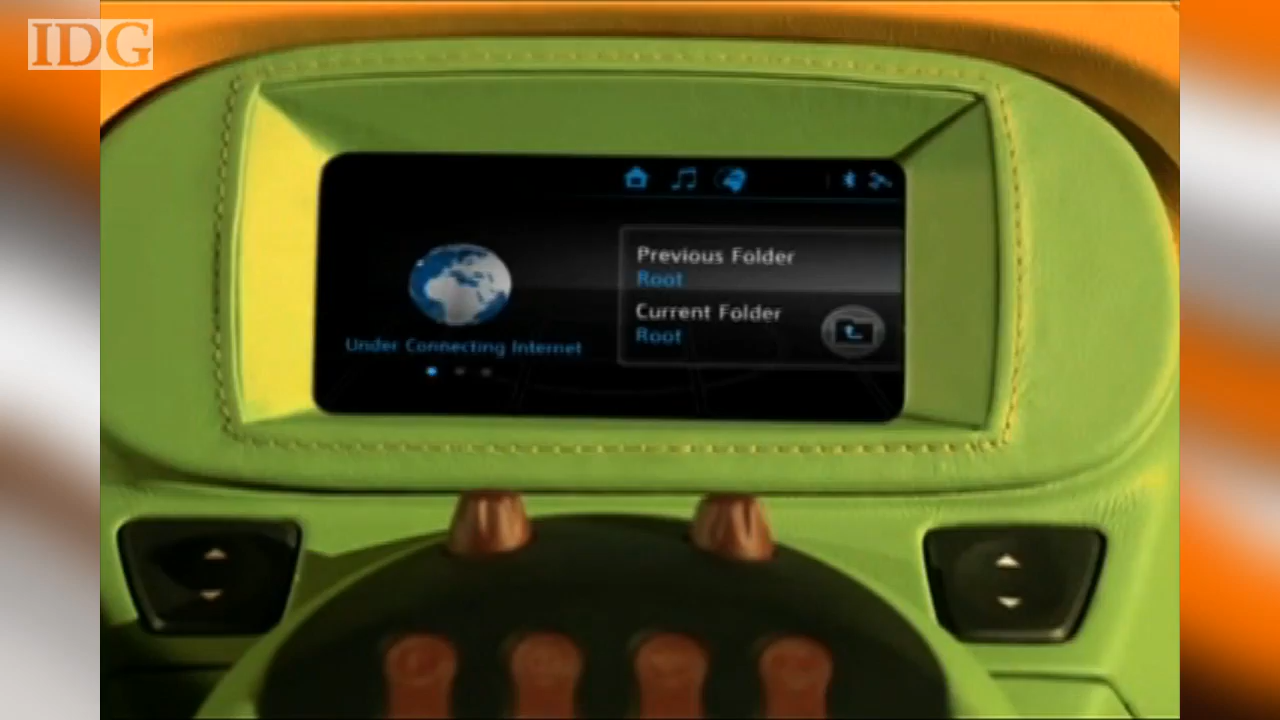 IDG
Previous Folder
Root
Current Folder
Root
Under Connecting Internet